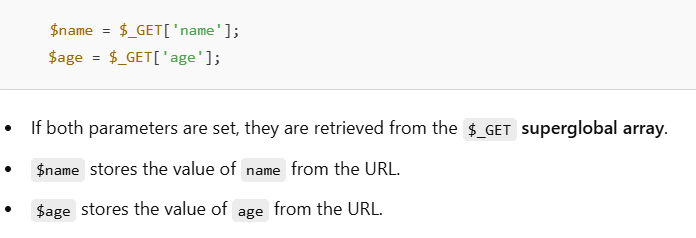 $name = $_GET['name'];
$age = $_GET['age'];
• If both parameters are set, they are retrieved from the $_GET superglobal array.
• $name stores the value of name from the URL.
• $age stores the value of age from the URL.